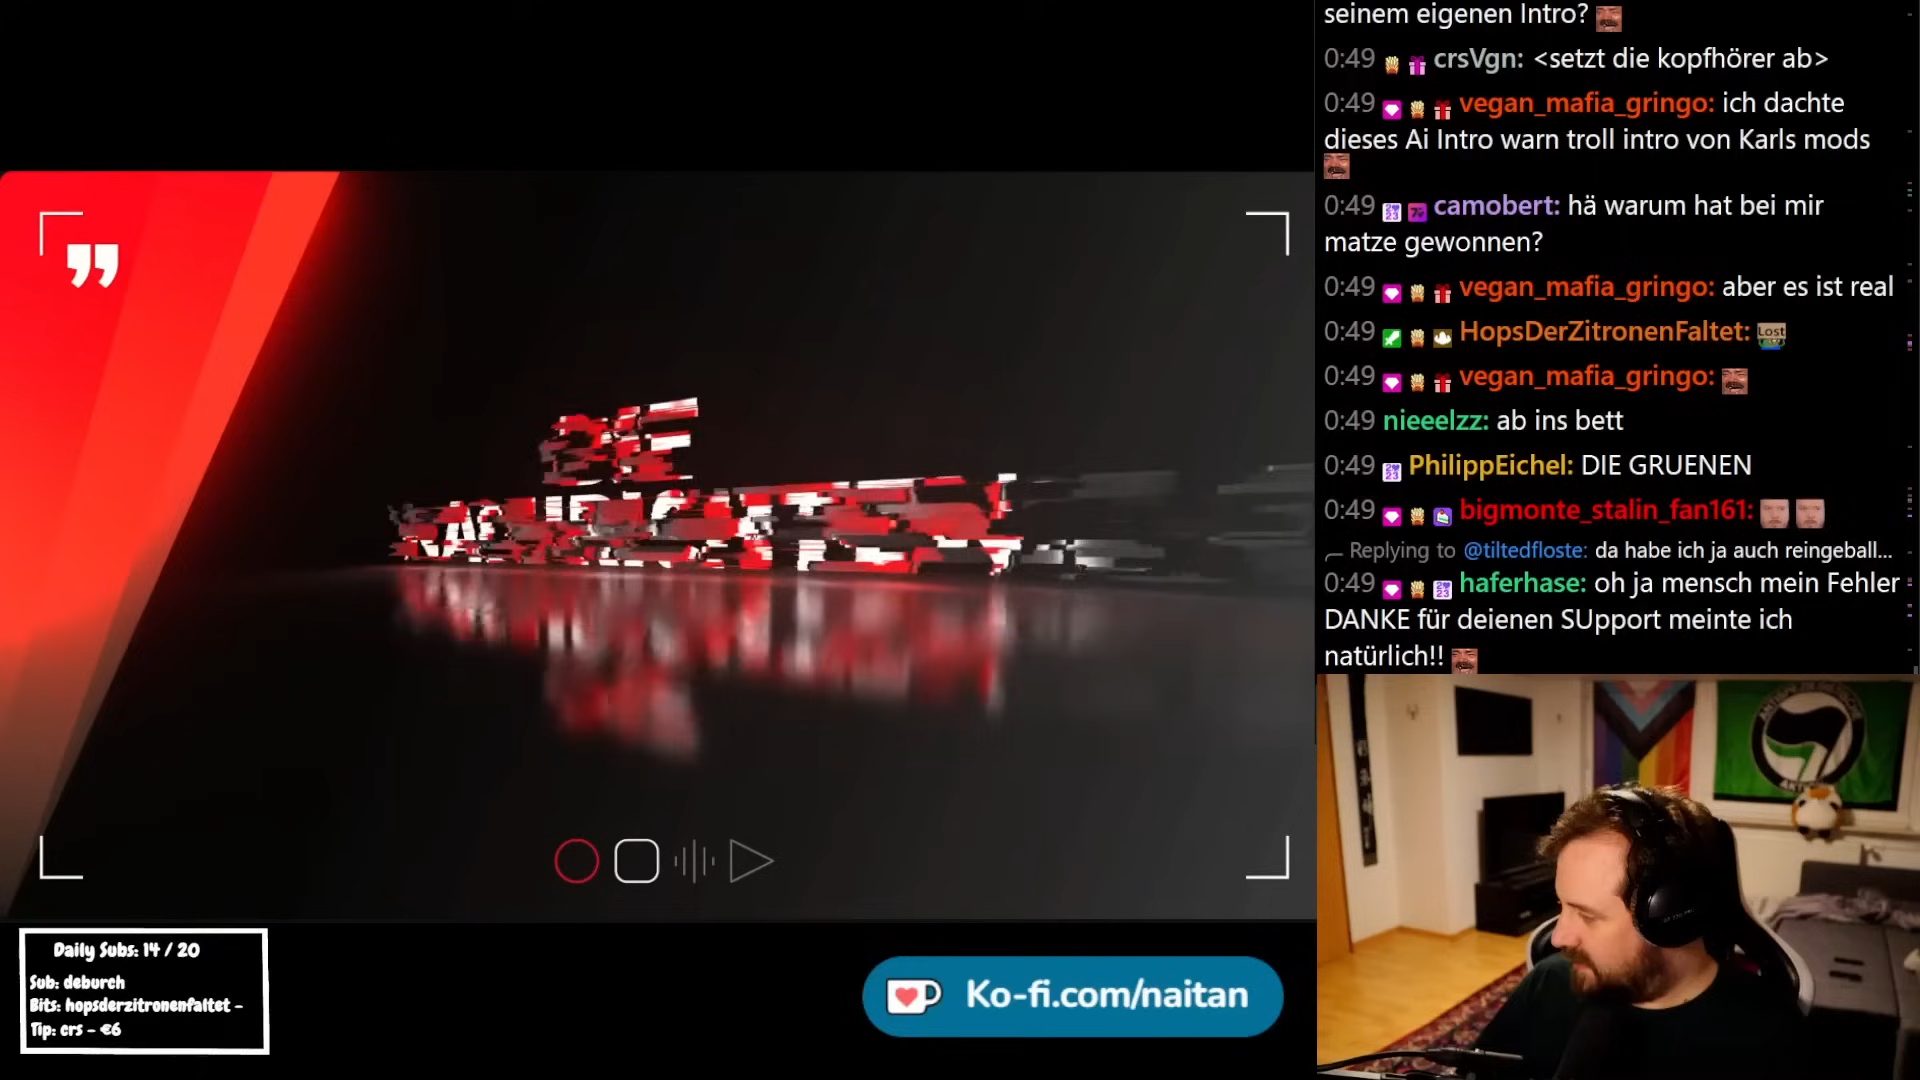 seinem eigenen Intro?
0:49 crsVgn: <setzt die kopfhörer ab>
0:49 vegan_mafia_gringo: ich dachte
dieses Ai Intro warn troll intro von Karls mods
0:49 camobert: hä warum hat bei mir
matze gewonnen?
0:49 vegan_mafia_gringo: aber es ist real
0:49 HopsDerZitronenFaltet:
Lost
0:49 vegan_mafia_gringo:
0:49 nieeelzz: ab ins bett
0:49 PhilippEichel: DIE GRUENEN
0:49 bigmonte_stalin_fan161:
Replying to @tiltedfloste: da habe ich ja auch reingeball...
0:49 haferhase: oh ja mensch mein Fehler
DANKE für deienen SUpport meinte ich
natürlich!!
Daily Subs: 14 / 20
Sub: deburch
Bits: hopsderzitronenfaltet -
Tip: crs - €6
Ko-fi.com/naitan